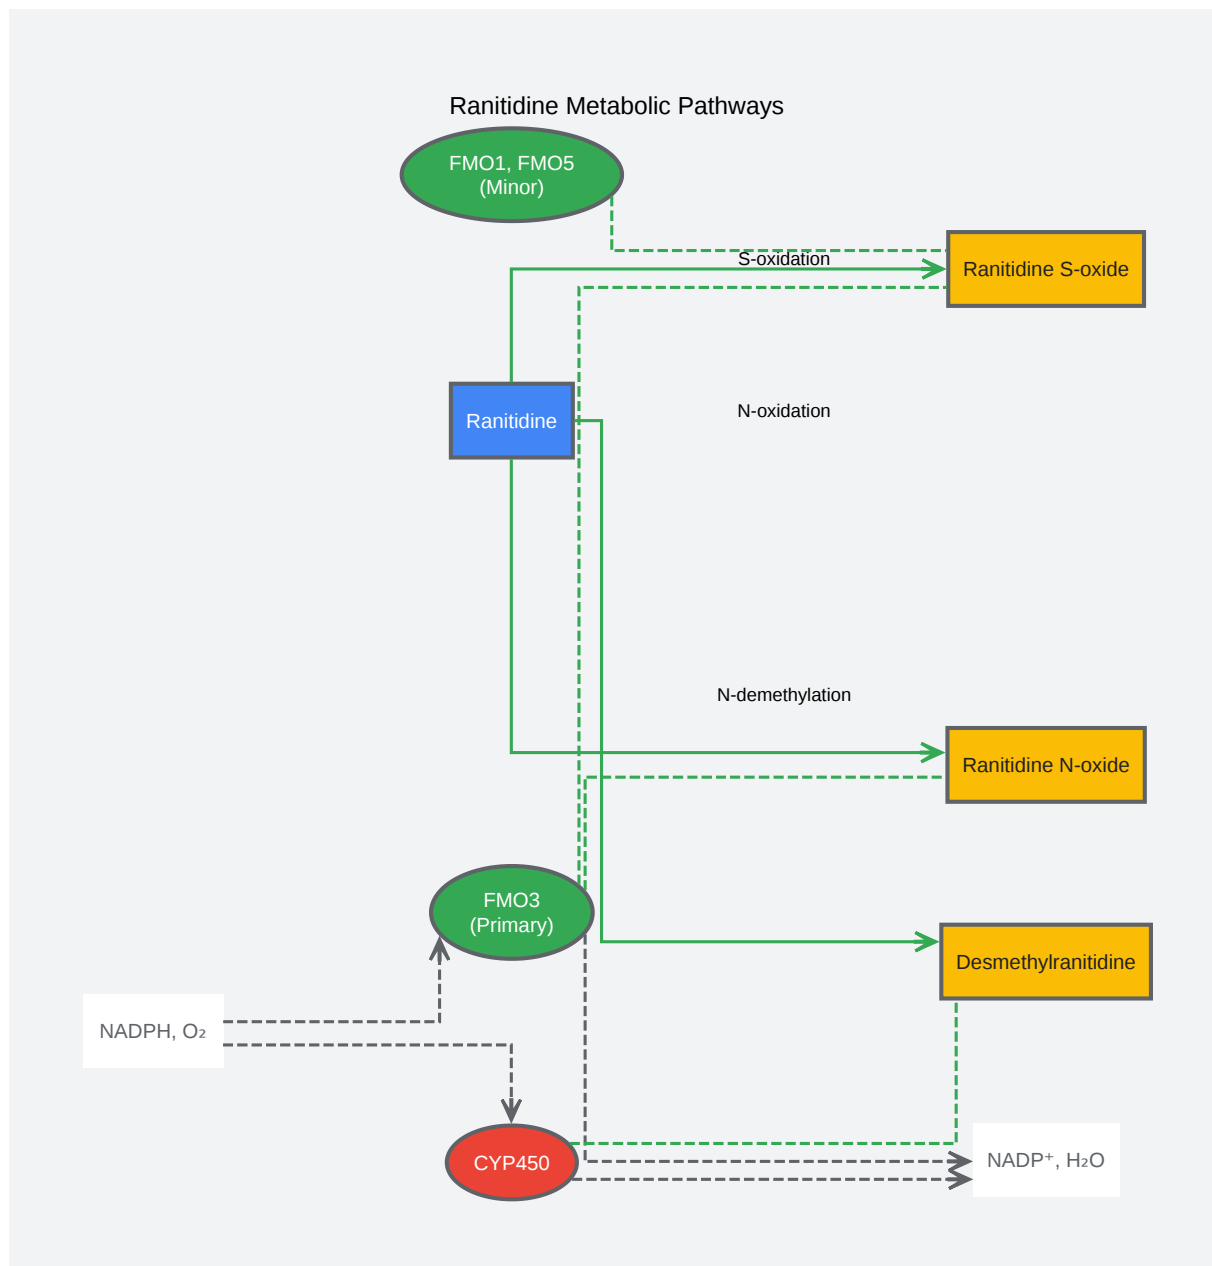 Ranitidine Metabolic Pathways
FMO1, FMO5
(Minor)
S-oxidation
Ranitidine S-oxide
Ranitidine
N-oxidation
N-demethylation
Ranitidine N-oxide
FMO3
(Primary)
Desmethylranitidine
NADPH, O₂
CYP450
NADP⁺, H₂O